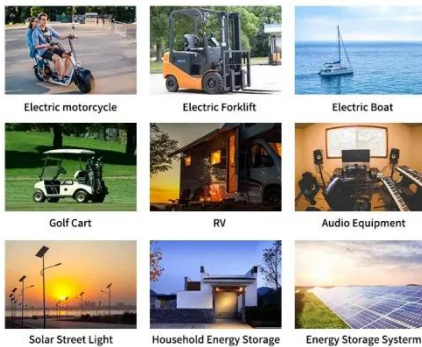 Electric motorcycle
Electric Forklift
Electric Boat
Golf Cart
RV
Audio Equipment
Solar Street Light
Household Energy Storage
Energy Storage Systerm